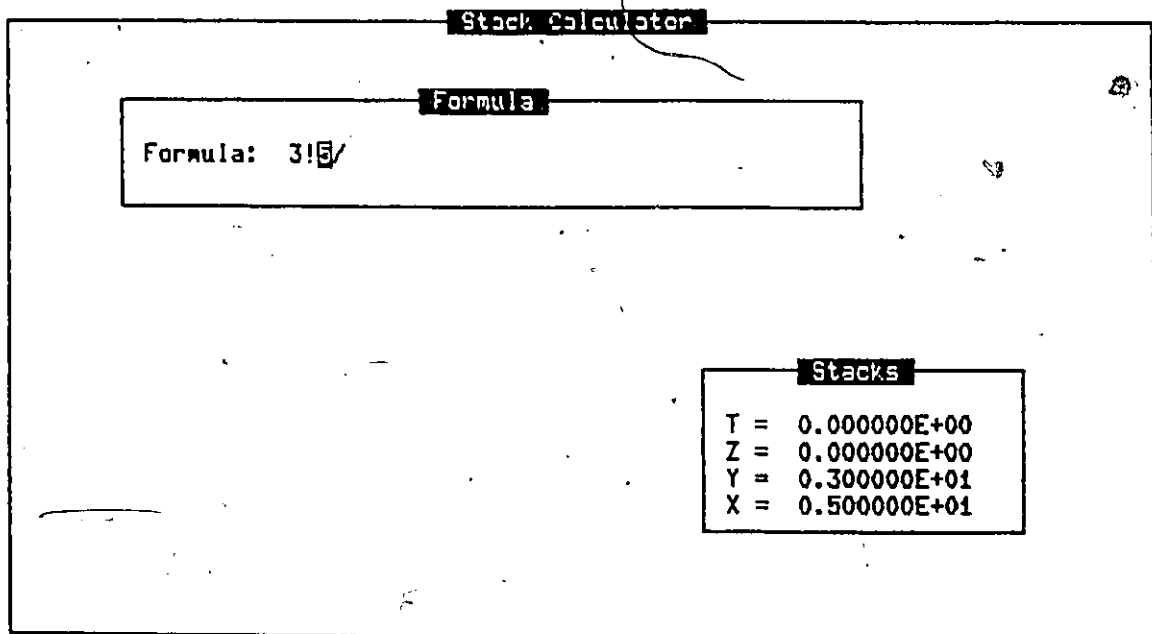 Stack Calculator
Formula
Formula: 3!5/
Stacks
T = 0.000000E+00
Z = 0.000000E+00
Y = 0.300000E+01
X = 0.500000E+01